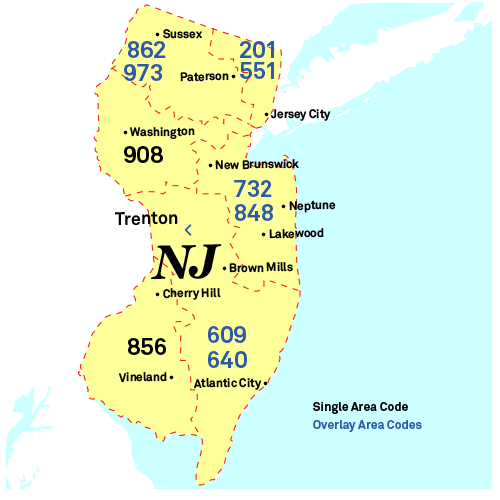 Sussex
862
973
201
551
Paterson
Jersey City
Washington
908
New Brunswick
732
848
Neptune
Trenton
<
Lakewood
NJ
Brown Mills
Cherry Hill
609
640
856
Vineland
Atlantic City
Single Area Code
Overlay Area Codes